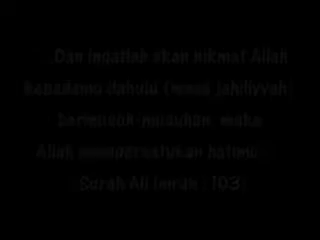 ...Dan ingatlah akan nikmat Allah
kepadamu dahulu (masa jahiliyyah)
bermusuh-musuhan, maka
Allah mempersatukan hatimu...
Surah Ali Imran : 103